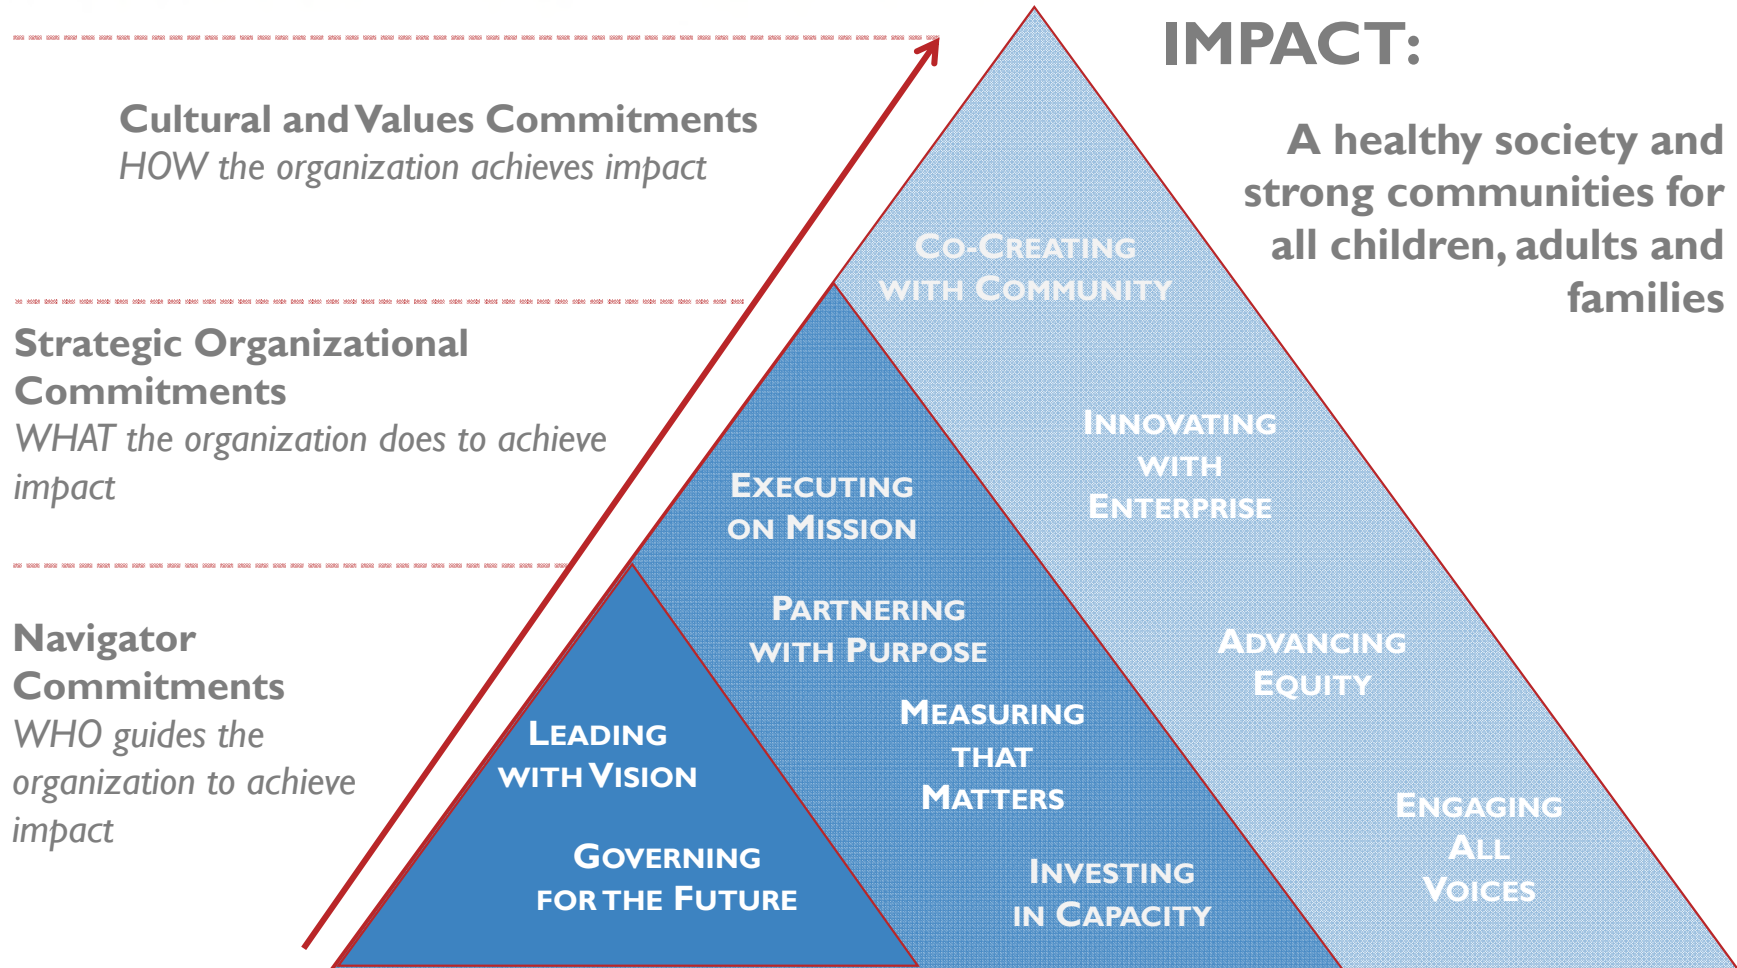 IMPACT:
A healthy society and
strong communities for
all children, adults and
families
Cultural and Values Commitments
HOW the organization achieves impact
Strategic Organizational
Commitments
WHAT the organization does to achieve
impact
Navigator
Commitments
WHO guides the
organization to achieve
impact
CO-CREATING
WITH COMMUNITY
INNOVATING
WITH
ENTERPRISE
ADVANCING
EQUITY
ENGAGING
ALL
VOICES
EXECUTING
ON MISSION
PARTNERING
WITH PURPOSE
MEASURING
THAT
MATTERS
INVESTING
IN CAPACITY
LEADING
WITH VISION
GOVERNING
FOR THE FUTURE